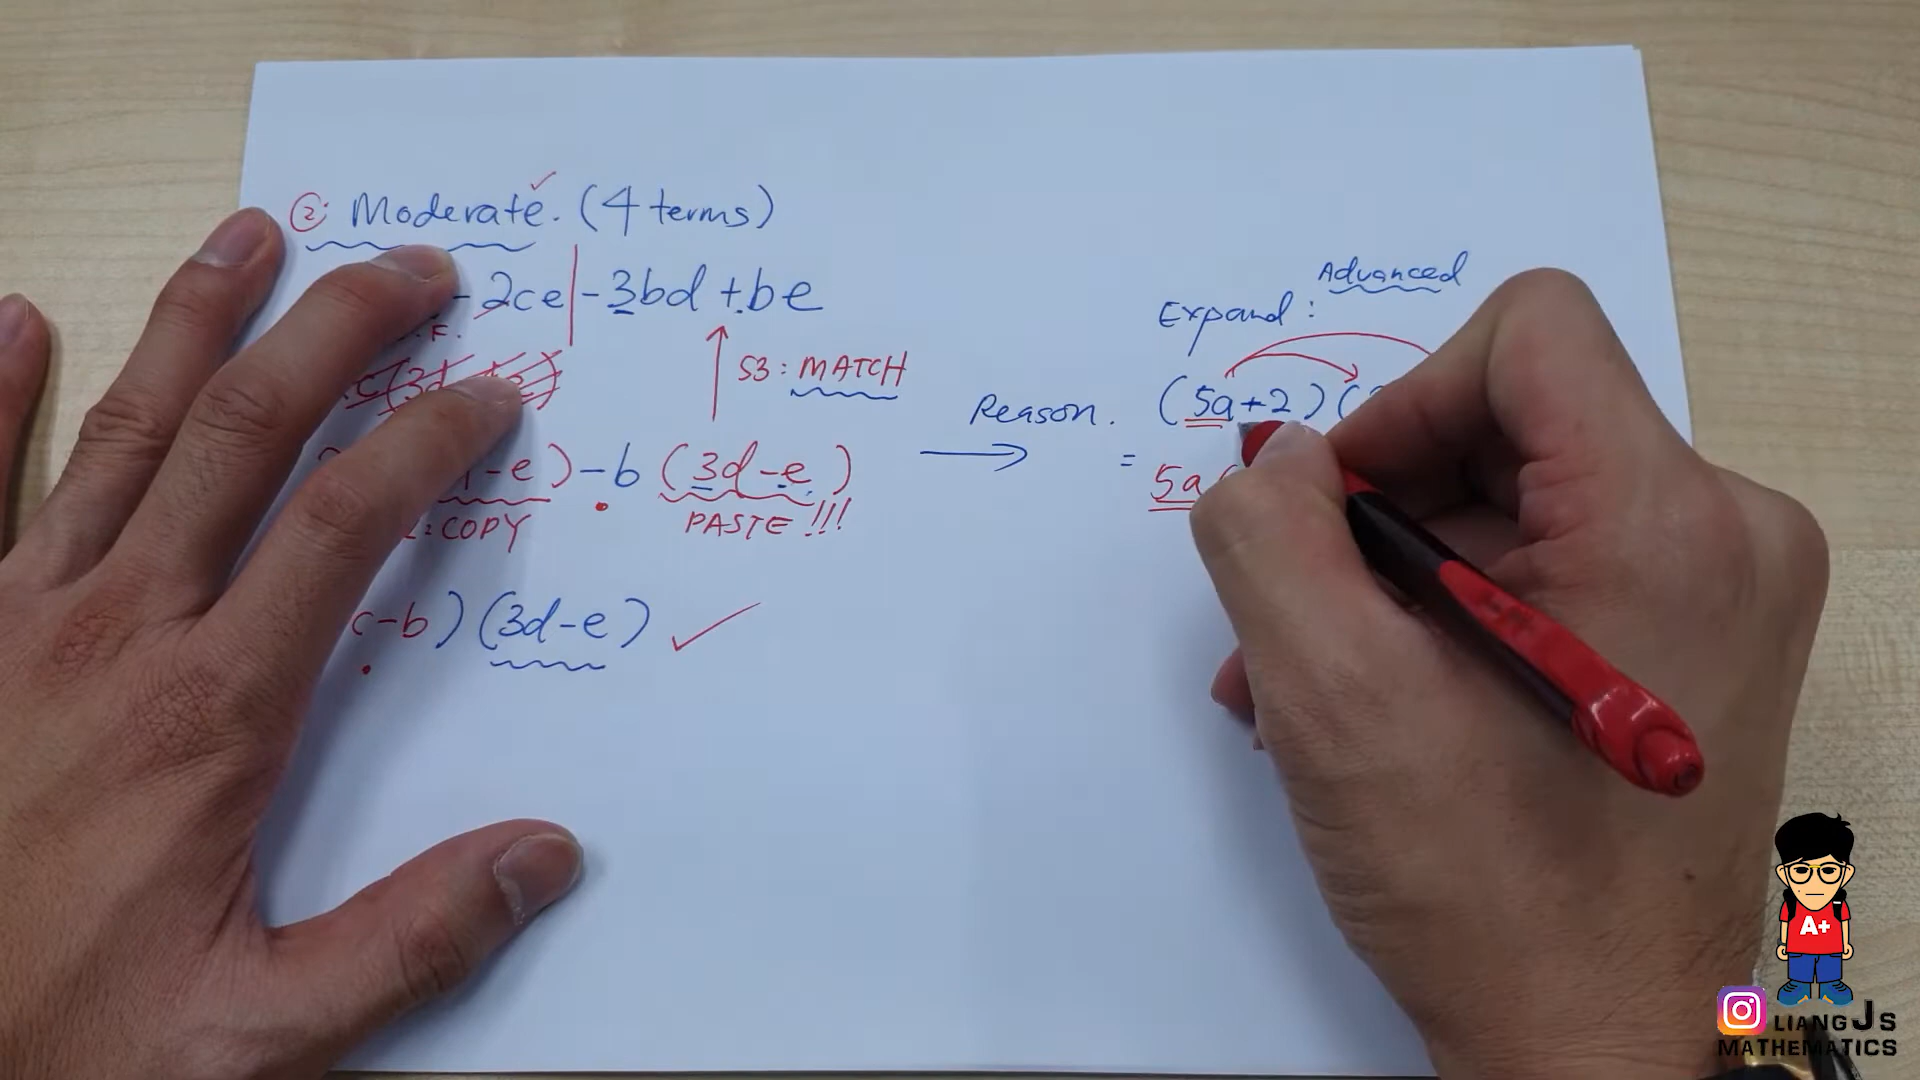 ② Moderate. (4 terms)
- 2ce | - 3bd + be
F.
S3: MATCH
-e) - b (3d - e)
COPY
PASTE!!!
c - b) (3d - e) ✓
Reason.
Advanced
Expand:
(5a + 2) (
= 5a
A+
LIANG JS
MATHEMATICS